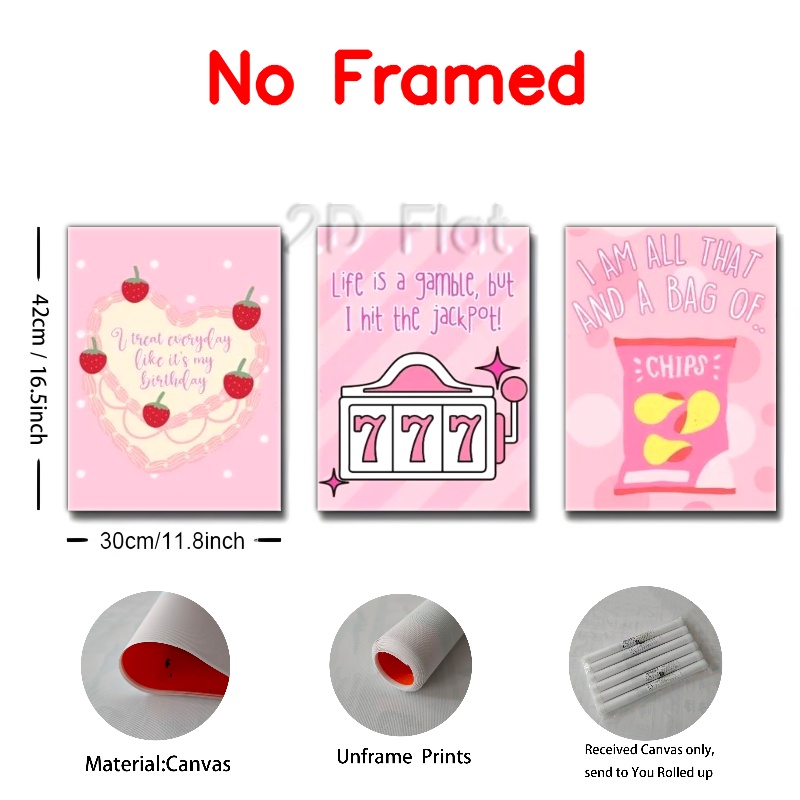 No Framed
2D Flat
42cm / 16.5inch
I treat everyday
like it's my
Birthday
Life is a gamble, but
I hit the jackpot!
777
I AM ALL THAT
AND A BAG OF..
CHIPS
30cm/11.8inch
Material:Canvas
Unframe Prints
Received Canvas only,
send to You Rolled up